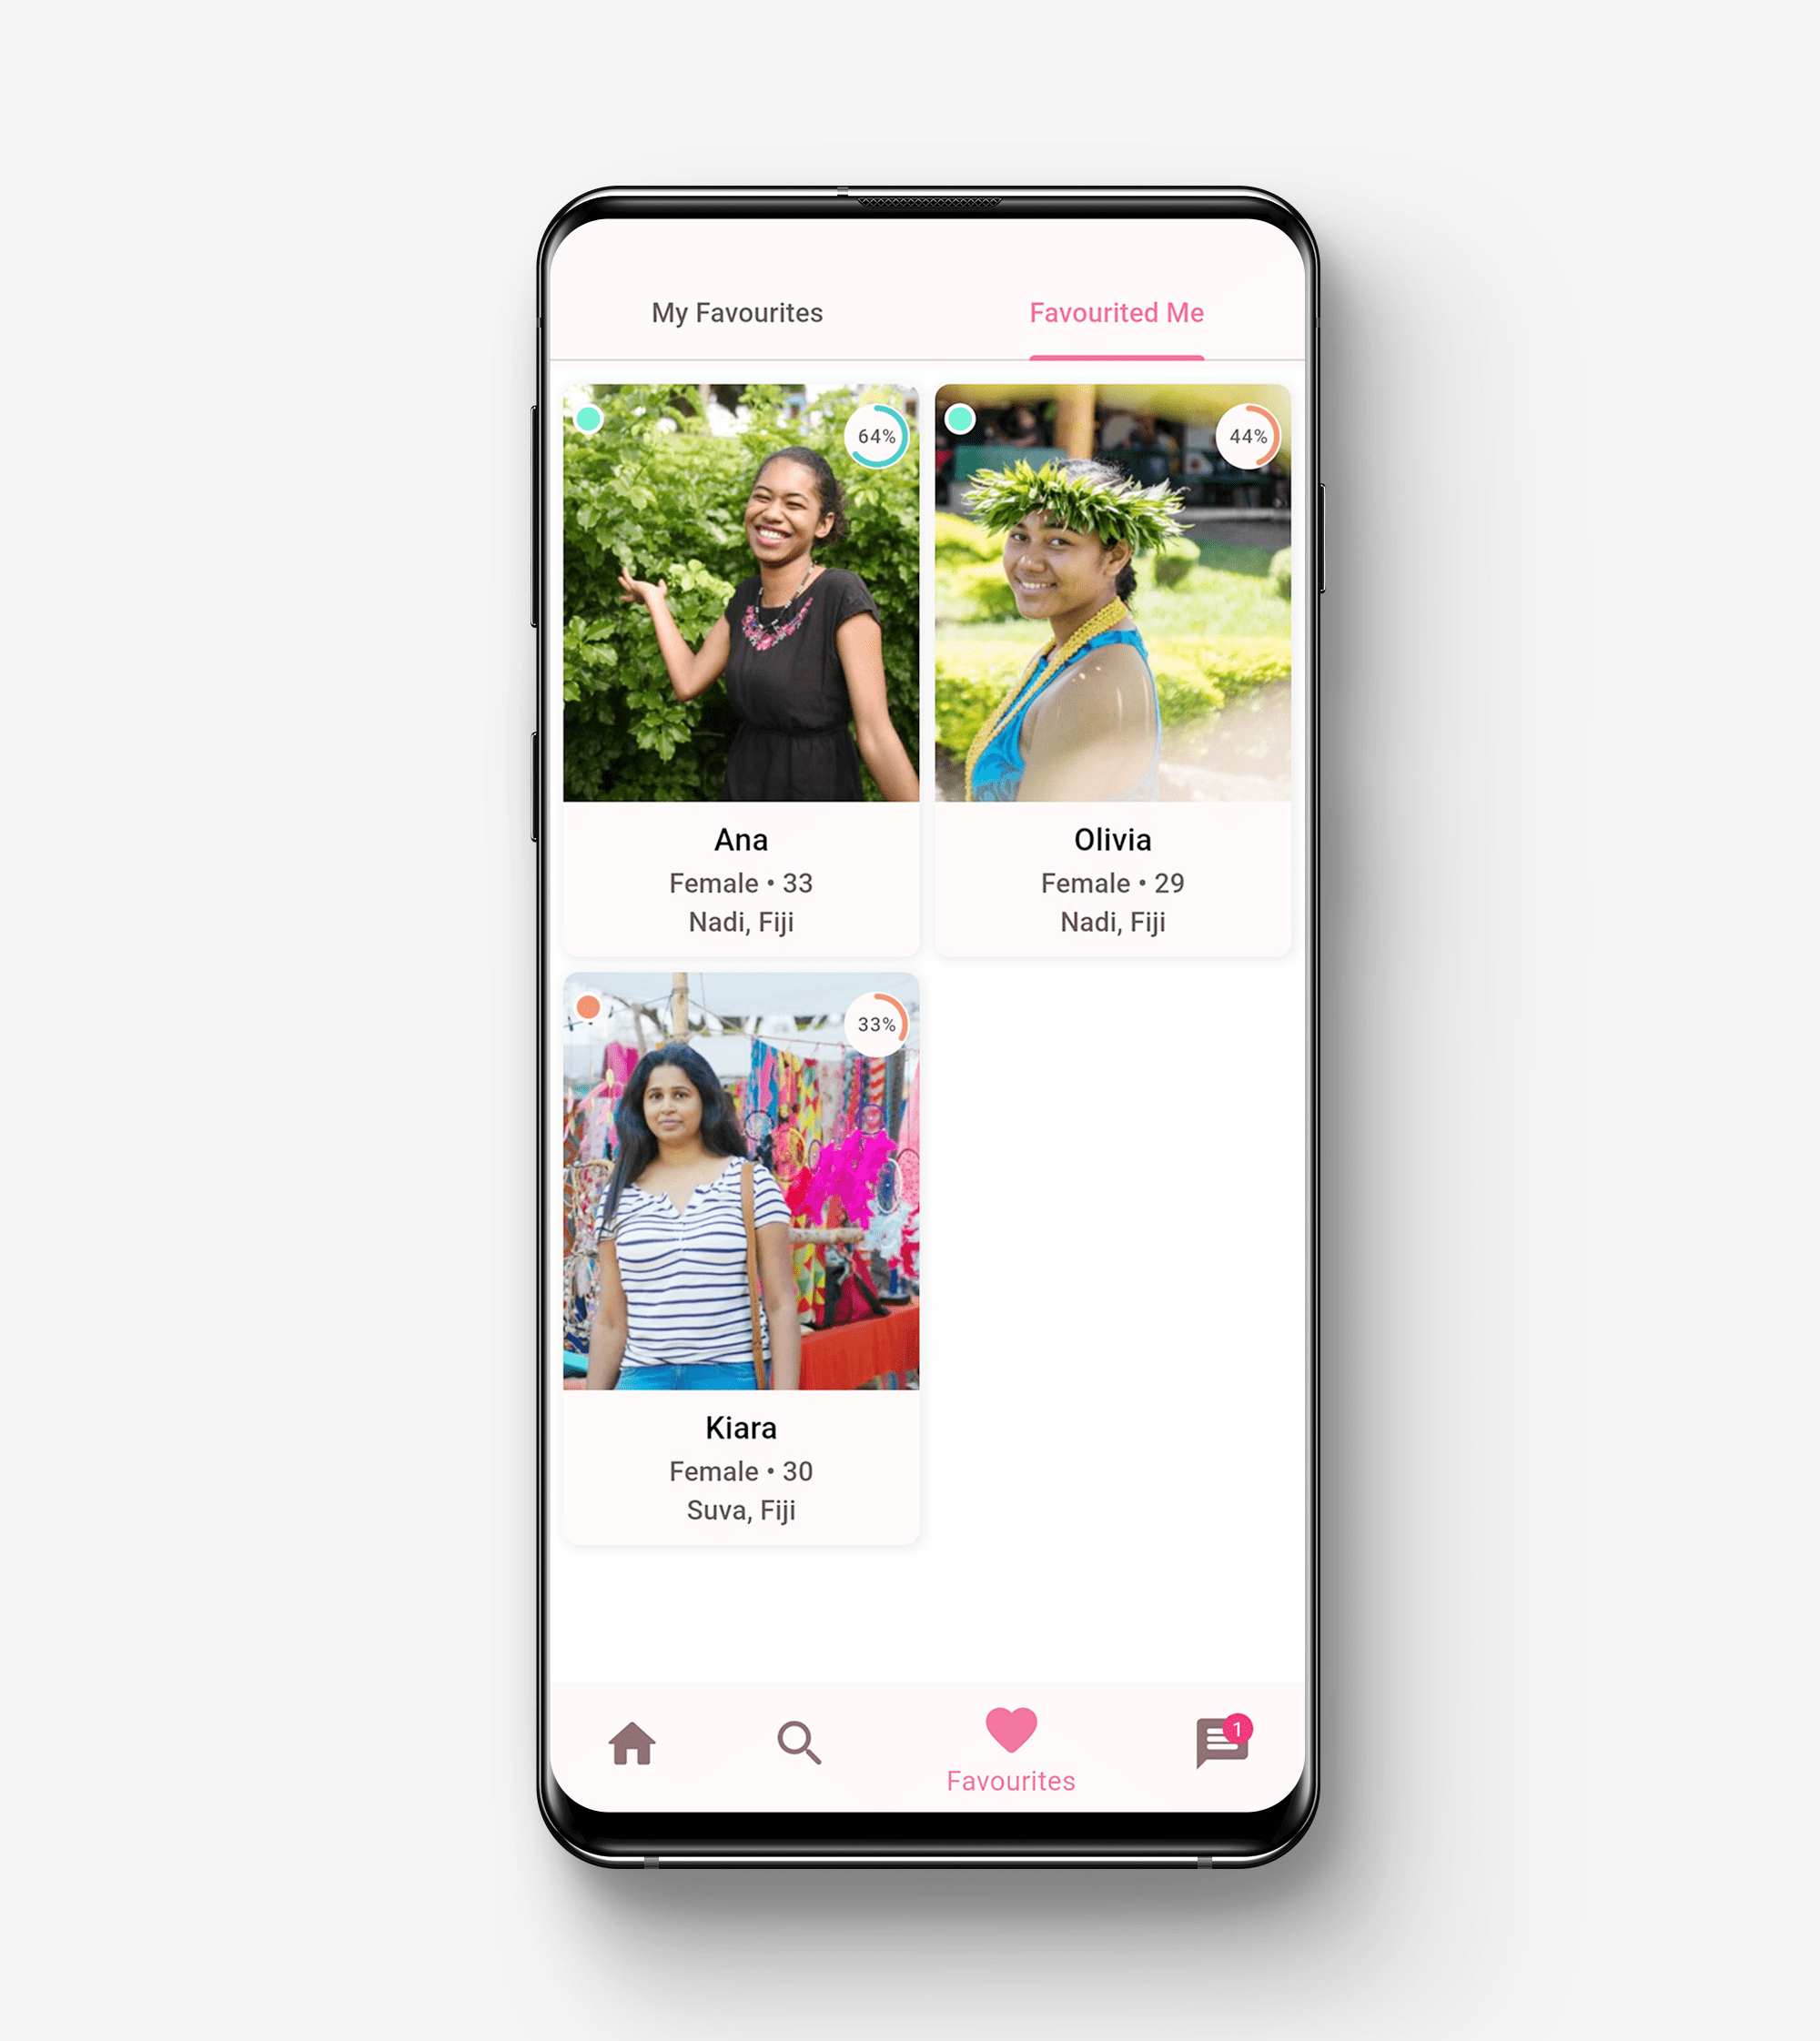 My Favourites
Favourited Me
64%
44%
Ana
Female • 33
Nadi, Fiji
Olivia
Female • 29
Nadi, Fiji
33%
Kiara
Female • 30
Suva, Fiji
1
Favourites